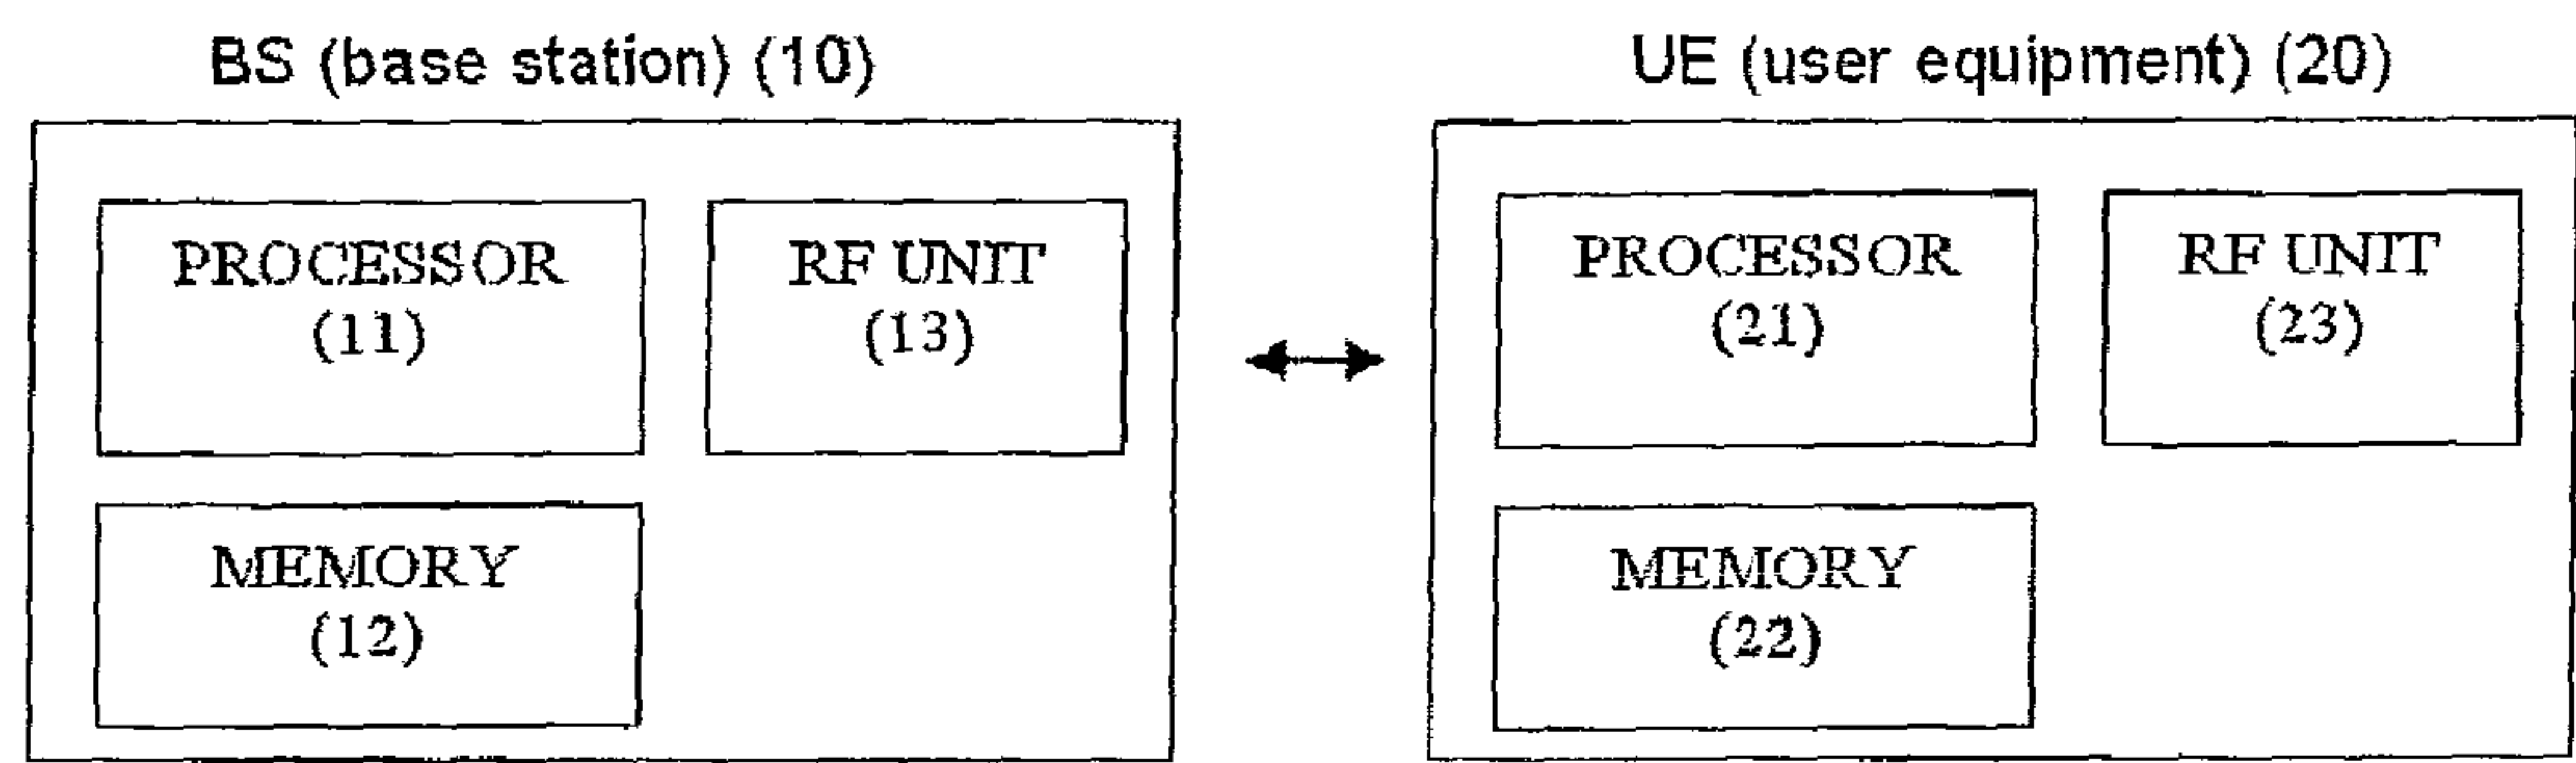 BS (base station) (10)
PROCESSOR
(11)
RF UNIT
(13)
MEMORY
(12)
UE (user equipment) (20)
PROCESSOR
(21)
RF UNIT
(23)
MEMORY
(22)